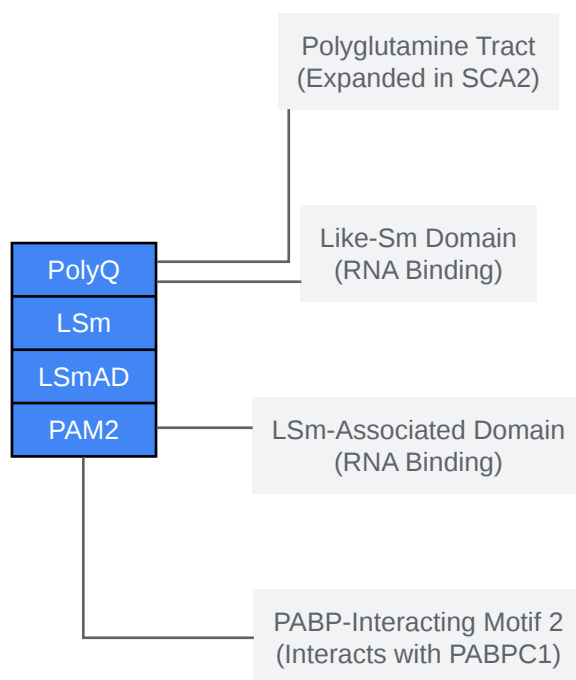 Polyglutamine Tract
(Expanded in SCA2)
Like-Sm Domain
(RNA Binding)
PolyQ
LSm
LSmAD
PAM2
LSm-Associated Domain
(RNA Binding)
PABP-Interacting Motif 2
(Interacts with PABPC1)